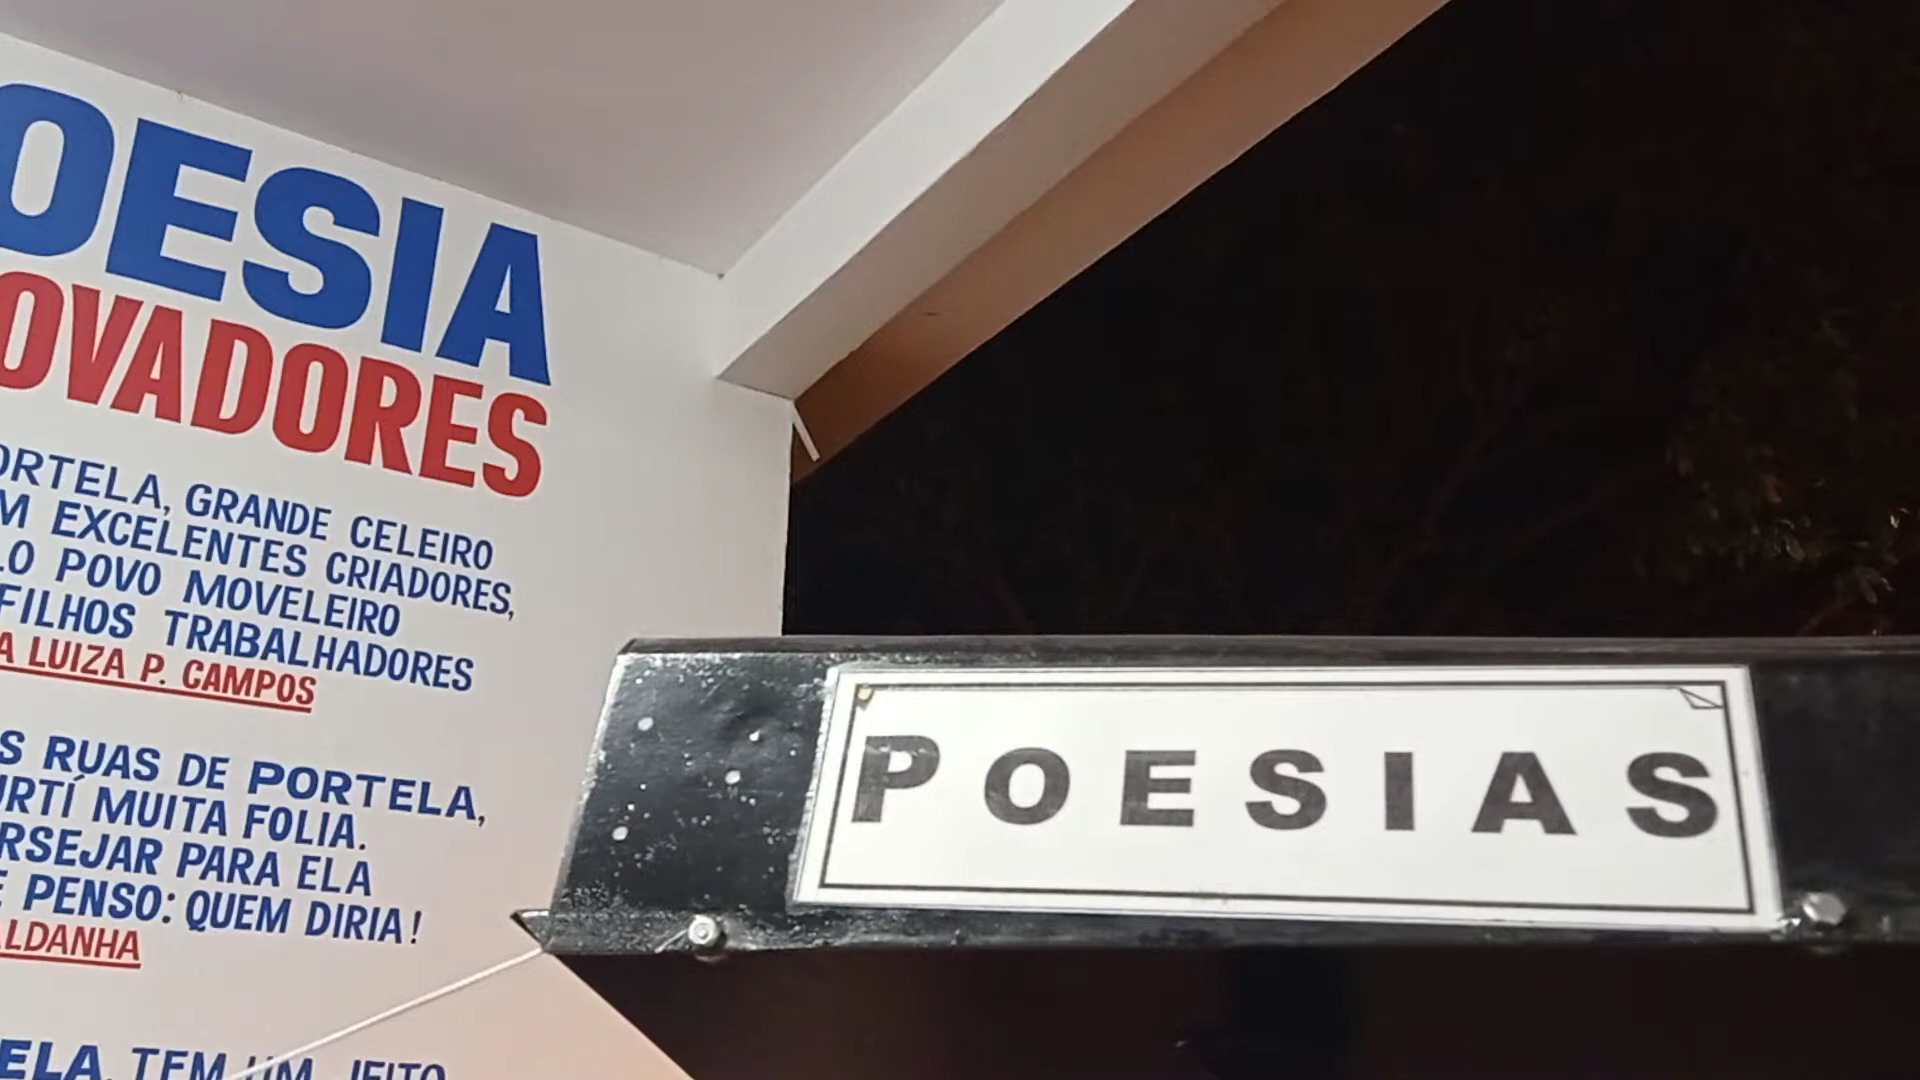 OESIA
OVADORES
ORTELA, GRANDE CELEIRO
M EXCELENTES CRIADORES,
LO POVO MOVELEIRO
FILHOS TRABALHADORES
A LUIZA P. CAMPOS
S RUAS DE PORTELA,
URTÍ MUITA FOLIA.
RSEJAR PARA ELA
E PENSO: QUEM DIRIA!
ALDANHA
ELA, TEM UM JEITO
POESIAS